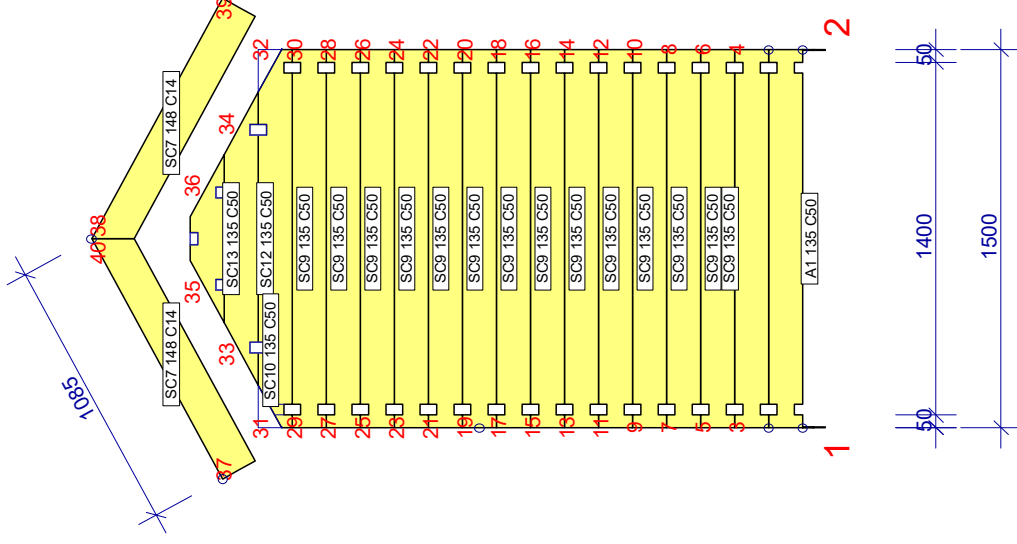 39
32
30
28
26
24
22
20
18
16
14
12
10
8
6
4
2
50
SC7 148 C14
34
36
40
38
SC13 135 C50
SC12 135 C50
SC9 135 C50
SC9 135 C50
SC9 135 C50
SC9 135 C50
SC9 135 C50
SC9 135 C50
SC9 135 C50
SC9 135 C50
SC9 135 C50
SC9 135 C50
SC9 135 C50
SC9 135 C50
SC9 135 C50
SC9 135 C50
A1 135 C50
1400
1500
35
33
SC7 148 C14
SC10 135 C50
1085
37
31
29
27
25
23
21
19
17
15
13
11
9
7
5
3
1
50